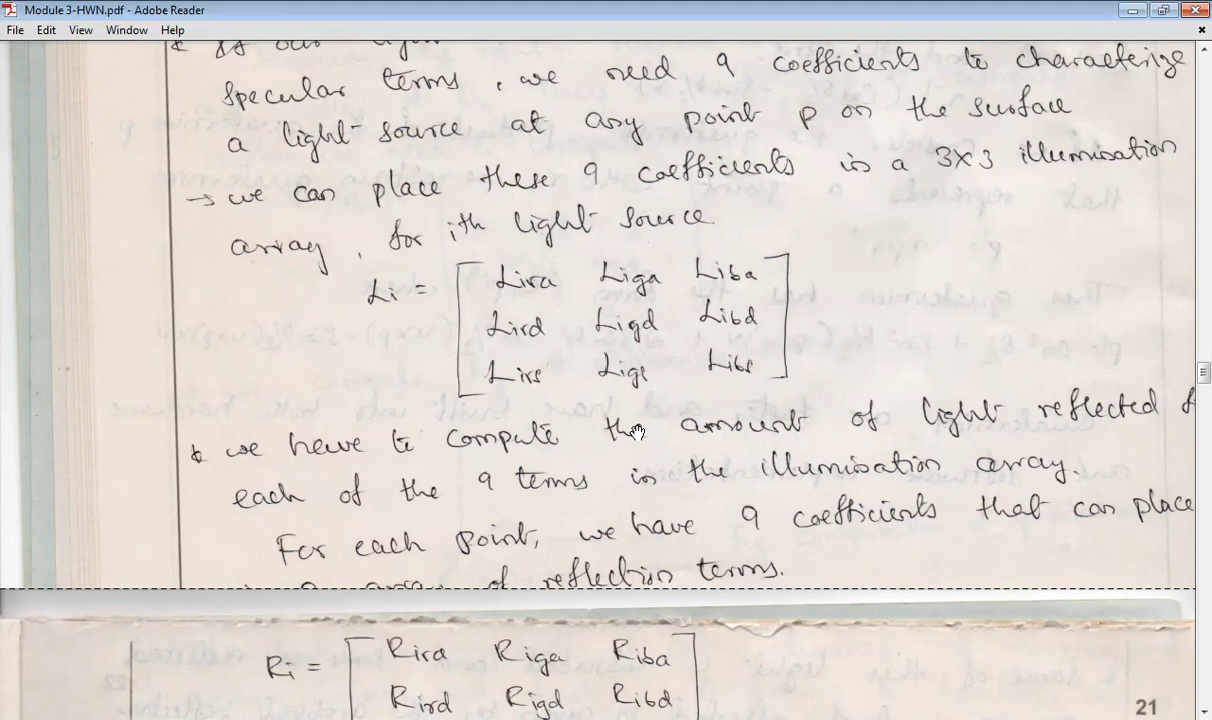 Module 3-HWN.pdf - Adobe Reader
File Edit View Window Help
specular terms, we need 9 coefficients to characterize
a light source at any point p on the surface
→ we can place these 9 coefficients in a 3x3 illumination
array, for ith light source
Li = [ Lira Liga Liba
Lird Ligd Libd
Lirs Ligs Libs ]
* we have to compute the amount of light reflected f
each of the 9 terms in the illumination array.
For each point, we have 9 coefficients that can place
of reflection terms.
Ri = [ Rira Riga Riba
Rird Rigd Ribd
21